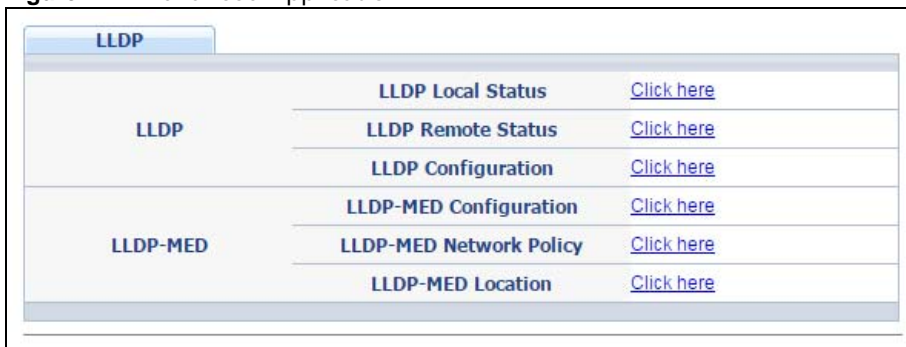 LLDP
LLDP Local Status Click here
LLDP LLDP Remote Status Click here
LLDP Configuration Click here
LLDP-MED Configuration Click here
LLDP-MED LLDP-MED Network Policy Click here
LLDP-MED Location Click here